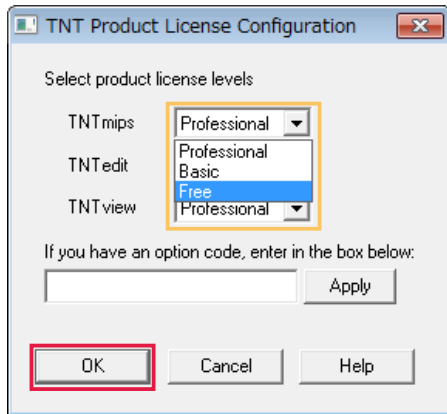 TNT Product License Configuration
Select product license levels
TNTmips Professional
Professional
TNTedit Basic
Free
TNTview Professional
If you have an option code, enter in the box below:
Apply
OK Cancel Help